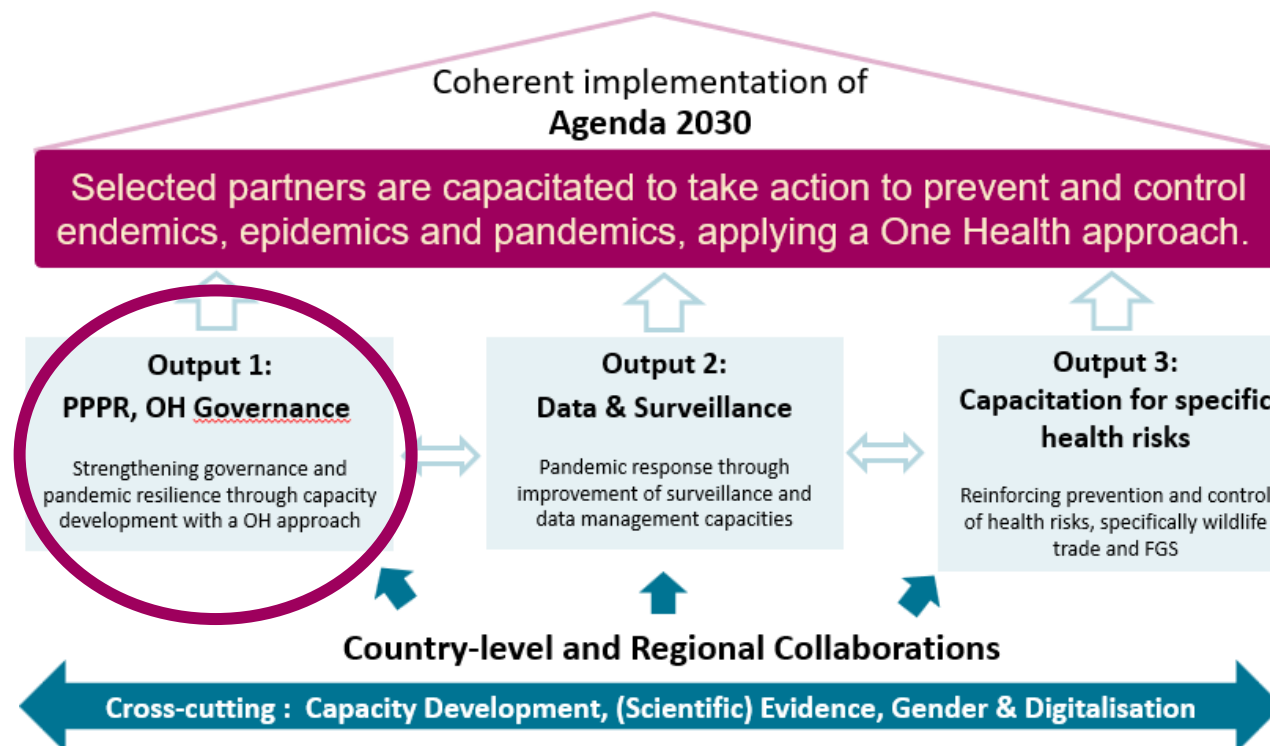 Coherent implementation of
Agenda 2030
Selected partners are capacitated to take action to prevent and control
endemics, epidemics and pandemics, applying a One Health approach.
Output 1:
PPPR, OH Governance
Strengthening governance and
pandemic resilience through capacity
development with a OH approach
Output 2:
Data & Surveillance
Pandemic response through
improvement of surveillance and
data management capacities
Output 3:
Capacitation for specific
health risks
Reinforcing prevention and control
of health risks, specifically wildlife
trade and FGS
Country-level and Regional Collaborations
Cross-cutting : Capacity Development, (Scientific) Evidence, Gender & Digitalisation